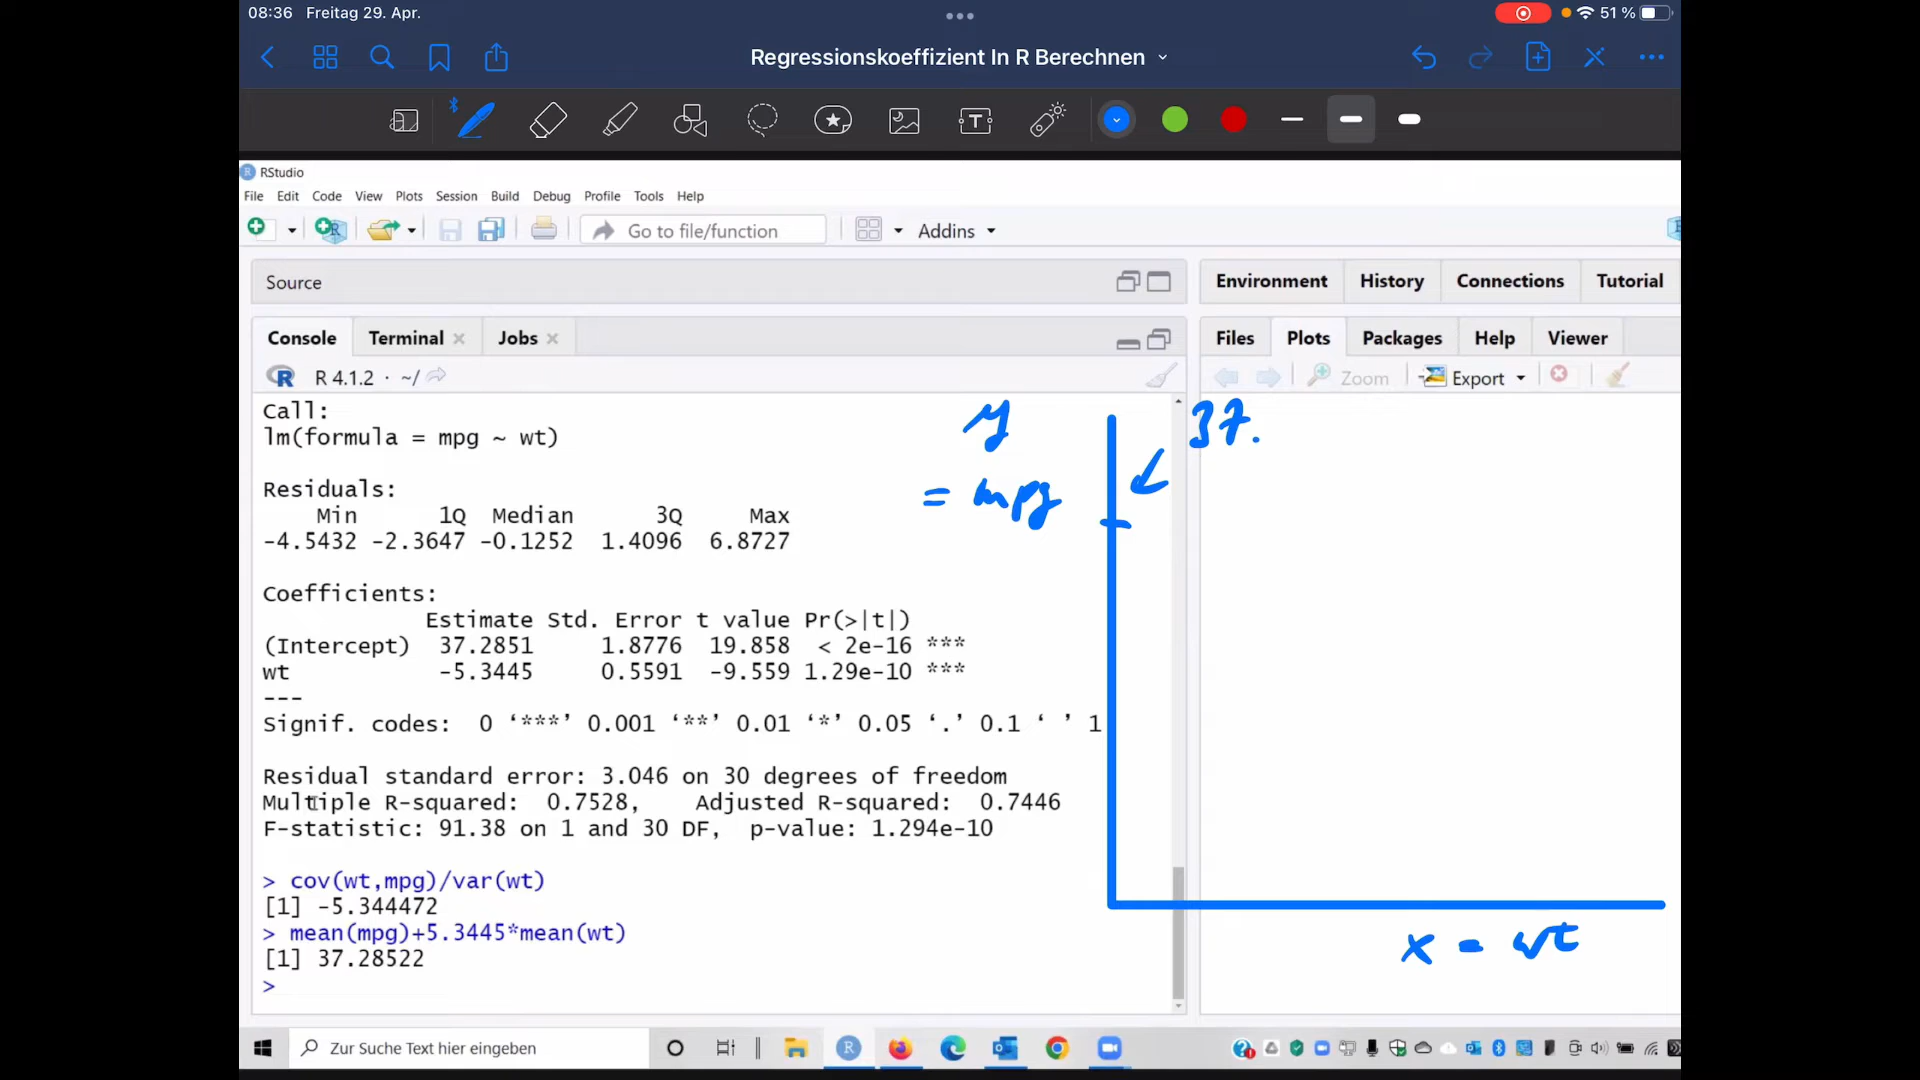 08:36 Freitag 29. Apr.
51 %
Regressionskoeffizient In R Berechnen
RStudio
File Edit Code View Plots Session Build Debug Profile Tools Help
Go to file/function
Addins
Source
Environment History Connections Tutorial
Console Terminal Jobs
Files Plots Packages Help Viewer
R 4.1.2 · ~/
Zoom Export
Call:
lm(formula = mpg ~ wt)
Residuals:
Min 1Q Median 3Q Max
-4.5432 -2.3647 -0.1252 1.4096 6.8727
Coefficients:
Estimate Std. Error t value Pr(>|t|)
(Intercept) 37.2851 1.8776 19.858 < 2e-16 ***
wt -5.3445 0.5591 -9.559 1.29e-10 ***
---
Signif. codes: 0 ‘***’ 0.001 ‘**’ 0.01 ‘*’ 0.05 ‘.’ 0.1 ‘ ’ 1
Residual standard error: 3.046 on 30 degrees of freedom
Multiple R-squared: 0.7528, Adjusted R-squared: 0.7446
F-statistic: 91.38 on 1 and 30 DF, p-value: 1.294e-10
> cov(wt,mpg)/var(wt)
[1] -5.344472
> mean(mpg)+5.3445*mean(wt)
[1] 37.28522
>
y
= mpg
37.
x = wt
Zur Suche Text hier eingeben